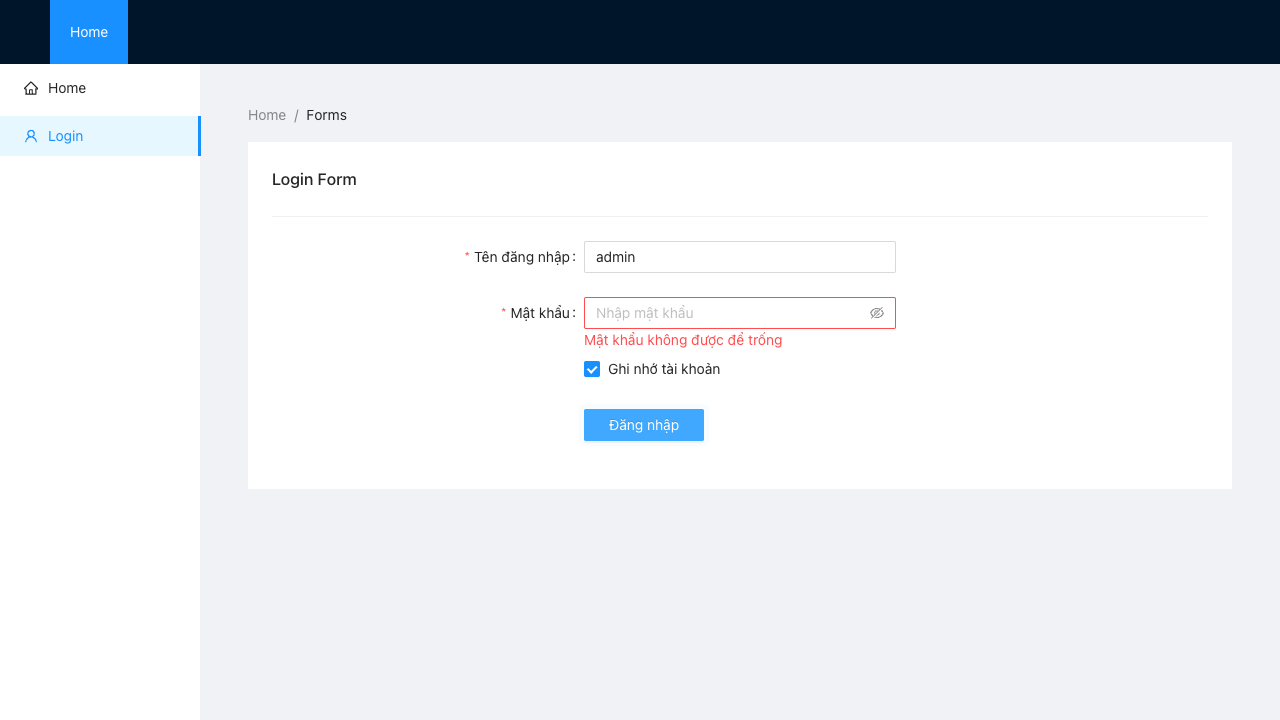 Home
Home
Login
Home / Forms
Login Form
* Tên đăng nhập :
admin
* Mật khẩu :
Nhập mật khẩu
Mật khẩu không được để trống
Ghi nhớ tài khoản
Đăng nhập